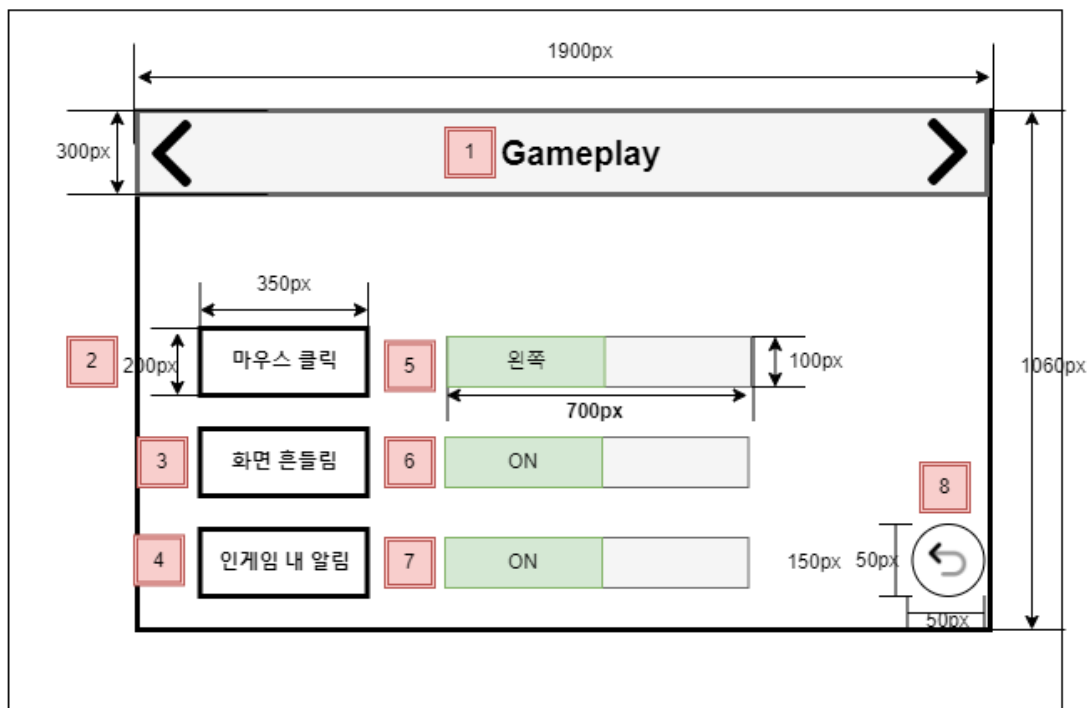 1900px
300px
1 Gameplay
350px
2
200px
마우스 클릭
5
왼쪽
100px
1060px
700px
3
화면 흔들림
6
ON
8
4
인게임 내 알림
7
ON
150px
50px
50px